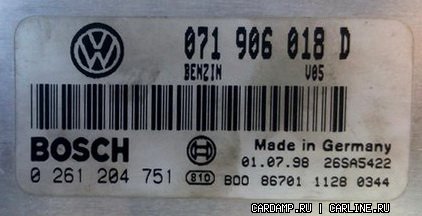 071 906 018 D
BENZIN V05
BOSCH
Made in Germany
01.07.98 26SA5422
0 261 204 751 810 B00 86701 1128 0344
CARDAMP.RU | CARLINE.RU